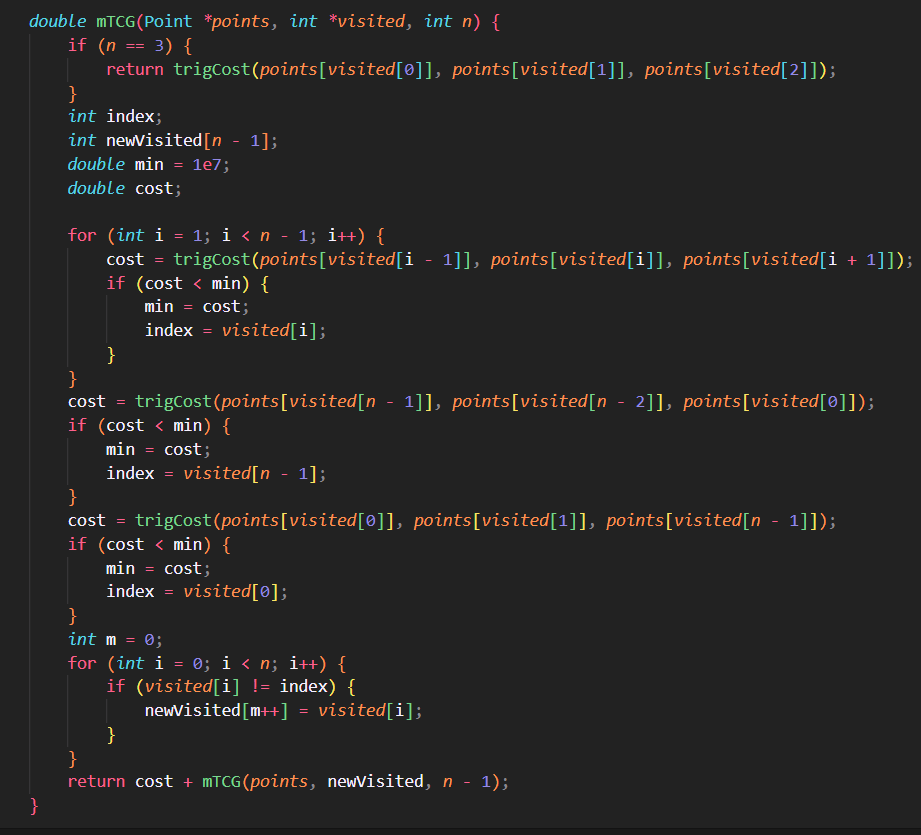 double mTCG(Point *points, int *visited, int n) {
    if (n == 3) {
        return trigCost(points[visited[0]], points[visited[1]], points[visited[2]]);
    }
    int index;
    int newVisited[n - 1];
    double min = 1e7;
    double cost;

    for (int i = 1; i < n - 1; i++) {
        cost = trigCost(points[visited[i - 1]], points[visited[i]], points[visited[i + 1]]);
        if (cost < min) {
            min = cost;
            index = visited[i];
        }
    }
    cost = trigCost(points[visited[n - 1]], points[visited[n - 2]], points[visited[0]]);
    if (cost < min) {
        min = cost;
        index = visited[n - 1];
    }
    cost = trigCost(points[visited[0]], points[visited[1]], points[visited[n - 1]]);
    if (cost < min) {
        min = cost;
        index = visited[0];
    }
    int m = 0;
    for (int i = 0; i < n; i++) {
        if (visited[i] != index) {
            newVisited[m++] = visited[i];
        }
    }
    return cost + mTCG(points, newVisited, n - 1);
}